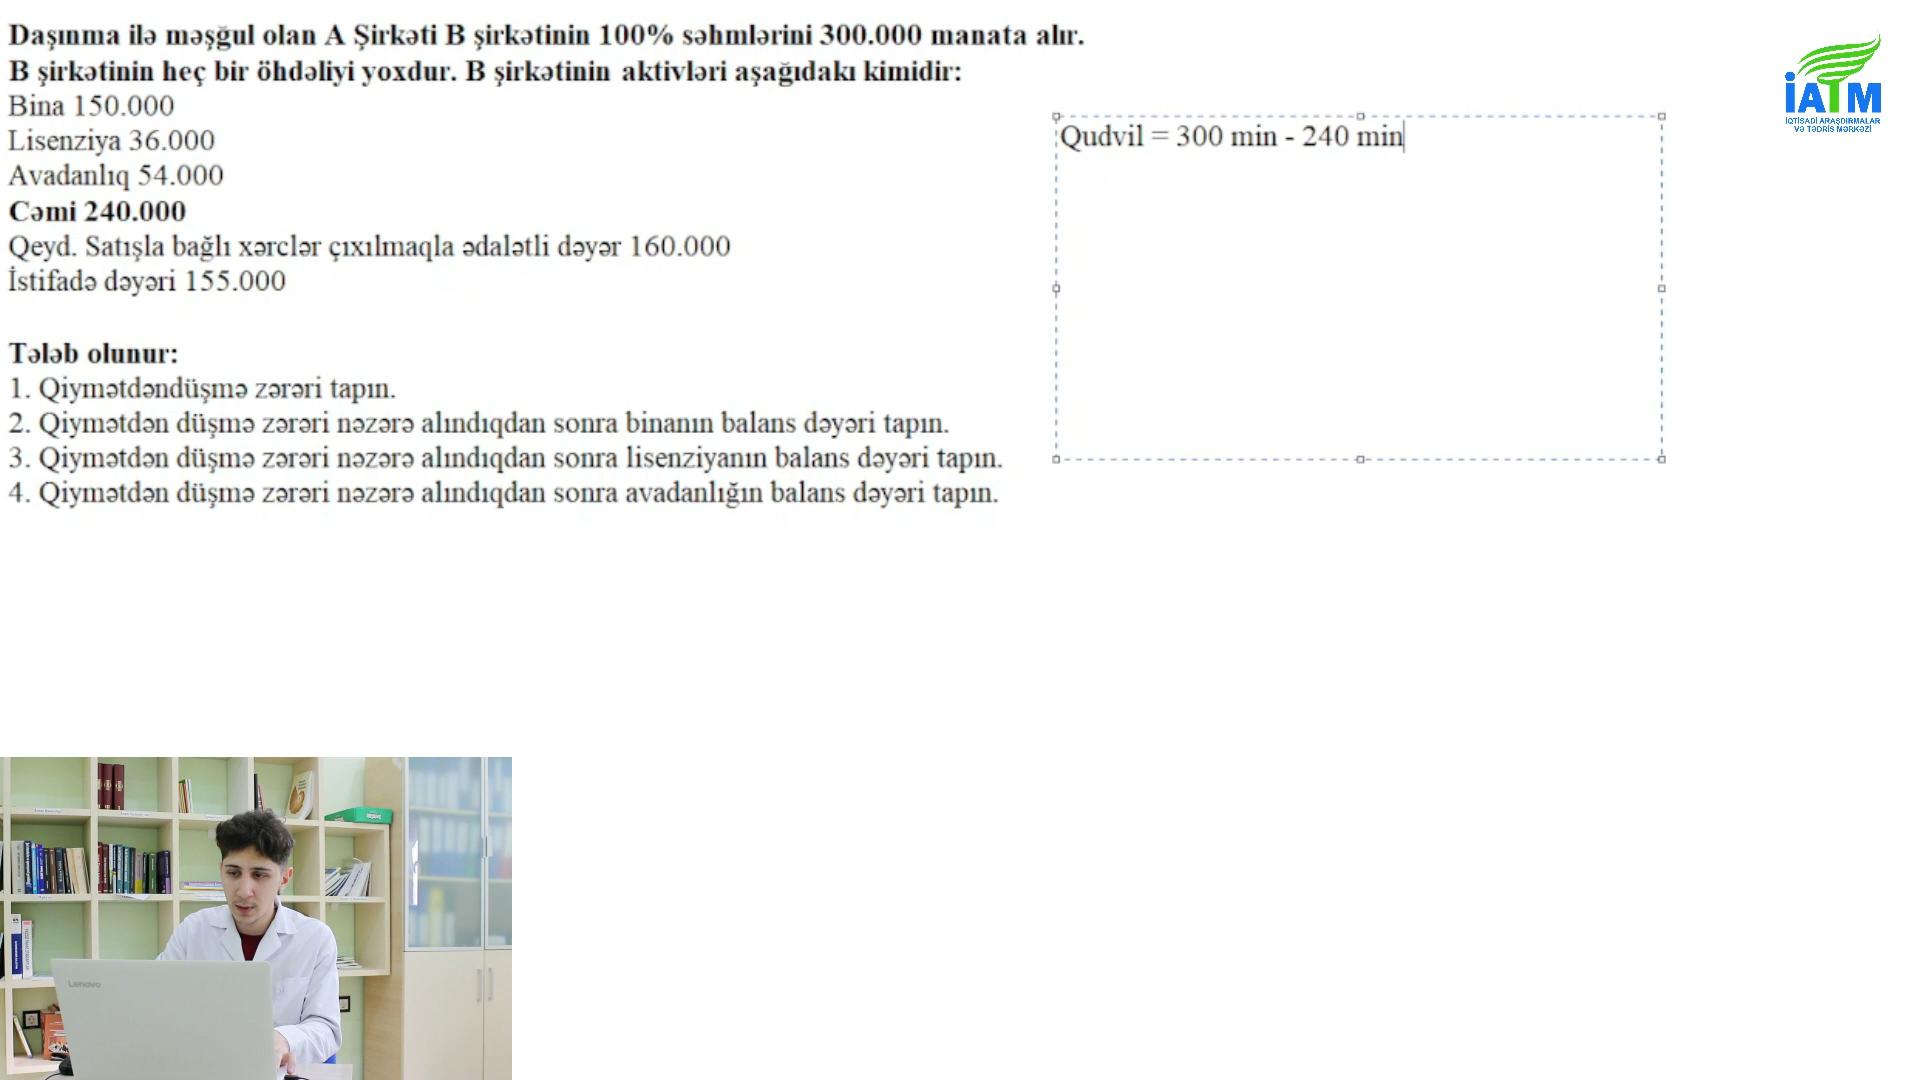 Daşınma ilə məşğul olan A Şirkəti B şirkətinin 100% səhmlərini 300.000 manata alır.
B şirkətinin heç bir öhdəliyi yoxdur. B şirkətinin aktivləri aşağıdakı kimidir:
Bina 150.000
Lisenziya 36.000
Avadanlıq 54.000
Cəmi 240.000
Qeyd. Satışla bağlı xərclər çıxılmaqla ədalətli dəyər 160.000
İstifadə dəyəri 155.000
Tələb olunur:
1. Qiymətdəndüşmə zərəri tapın.
2. Qiymətdən düşmə zərəri nəzərə alındıqdan sonra binanın balans dəyəri tapın.
3. Qiymətdən düşmə zərəri nəzərə alındıqdan sonra lisenziyanın balans dəyəri tapın.
4. Qiymətdən düşmə zərəri nəzərə alındıqdan sonra avadanlığın balans dəyəri tapın.
Qudvil = 300 min - 240 min
İATM
İQTİSADİ ARAŞDIRMALAR
VƏ TƏDRİS MƏRKƏZİ
Lenovo